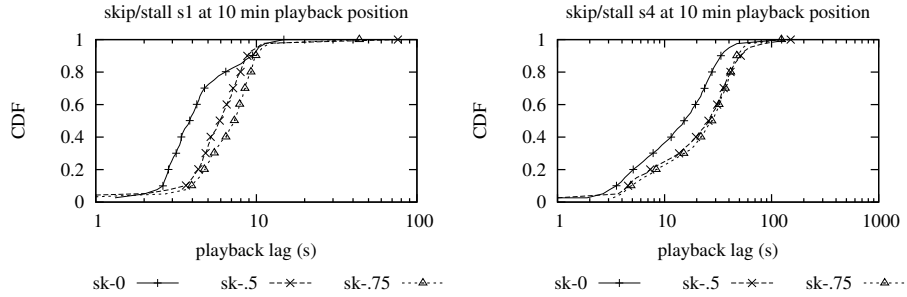 skip/stall s1 at 10 min playback position
1
0.8
0.6
0.4
0.2
0
CDF
1
10
100
playback lag (s)
sk-0
sk-.5
sk-.75
skip/stall s4 at 10 min playback position
1
0.8
0.6
0.4
0.2
0
CDF
1
10
100
1000
playback lag (s)
sk-0
sk-.5
sk-.75